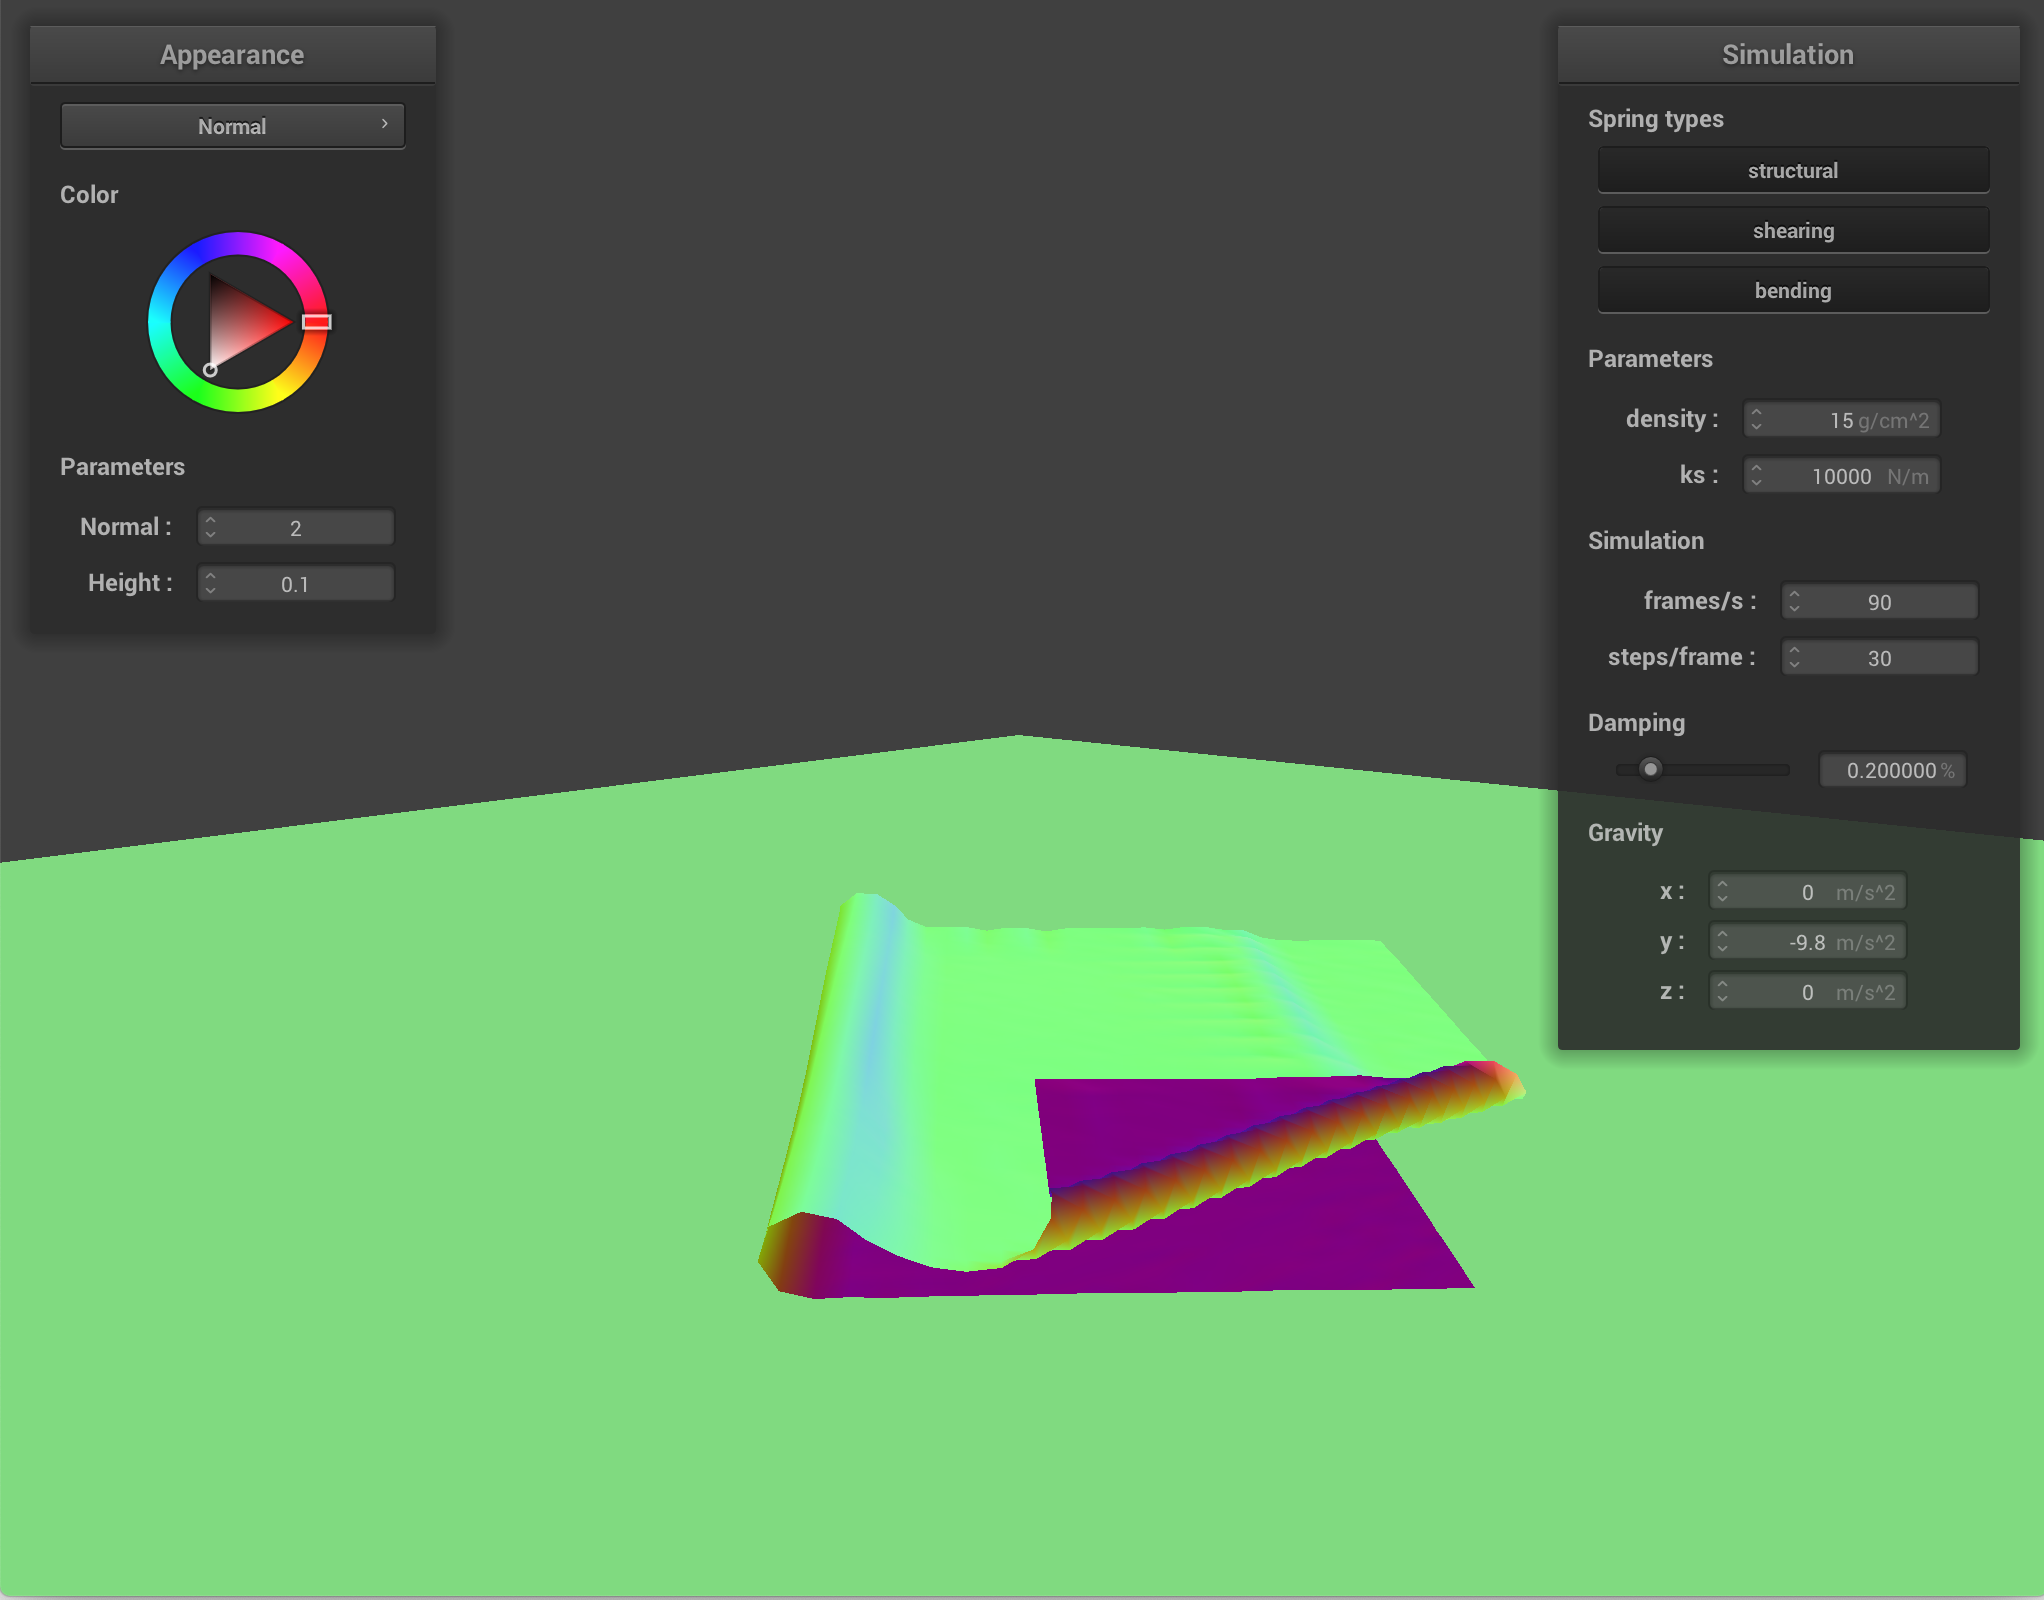 Appearance
Normal
Color
Parameters
Normal : 2
Height : 0.1
Simulation
Spring types
structural
shearing
bending
Parameters
density : 15 g/cm^2
ks : 10000 N/m
Simulation
frames/s : 90
steps/frame : 30
Damping
0.200000 %
Gravity
x : 0 m/s^2
y : -9.8 m/s^2
z : 0 m/s^2